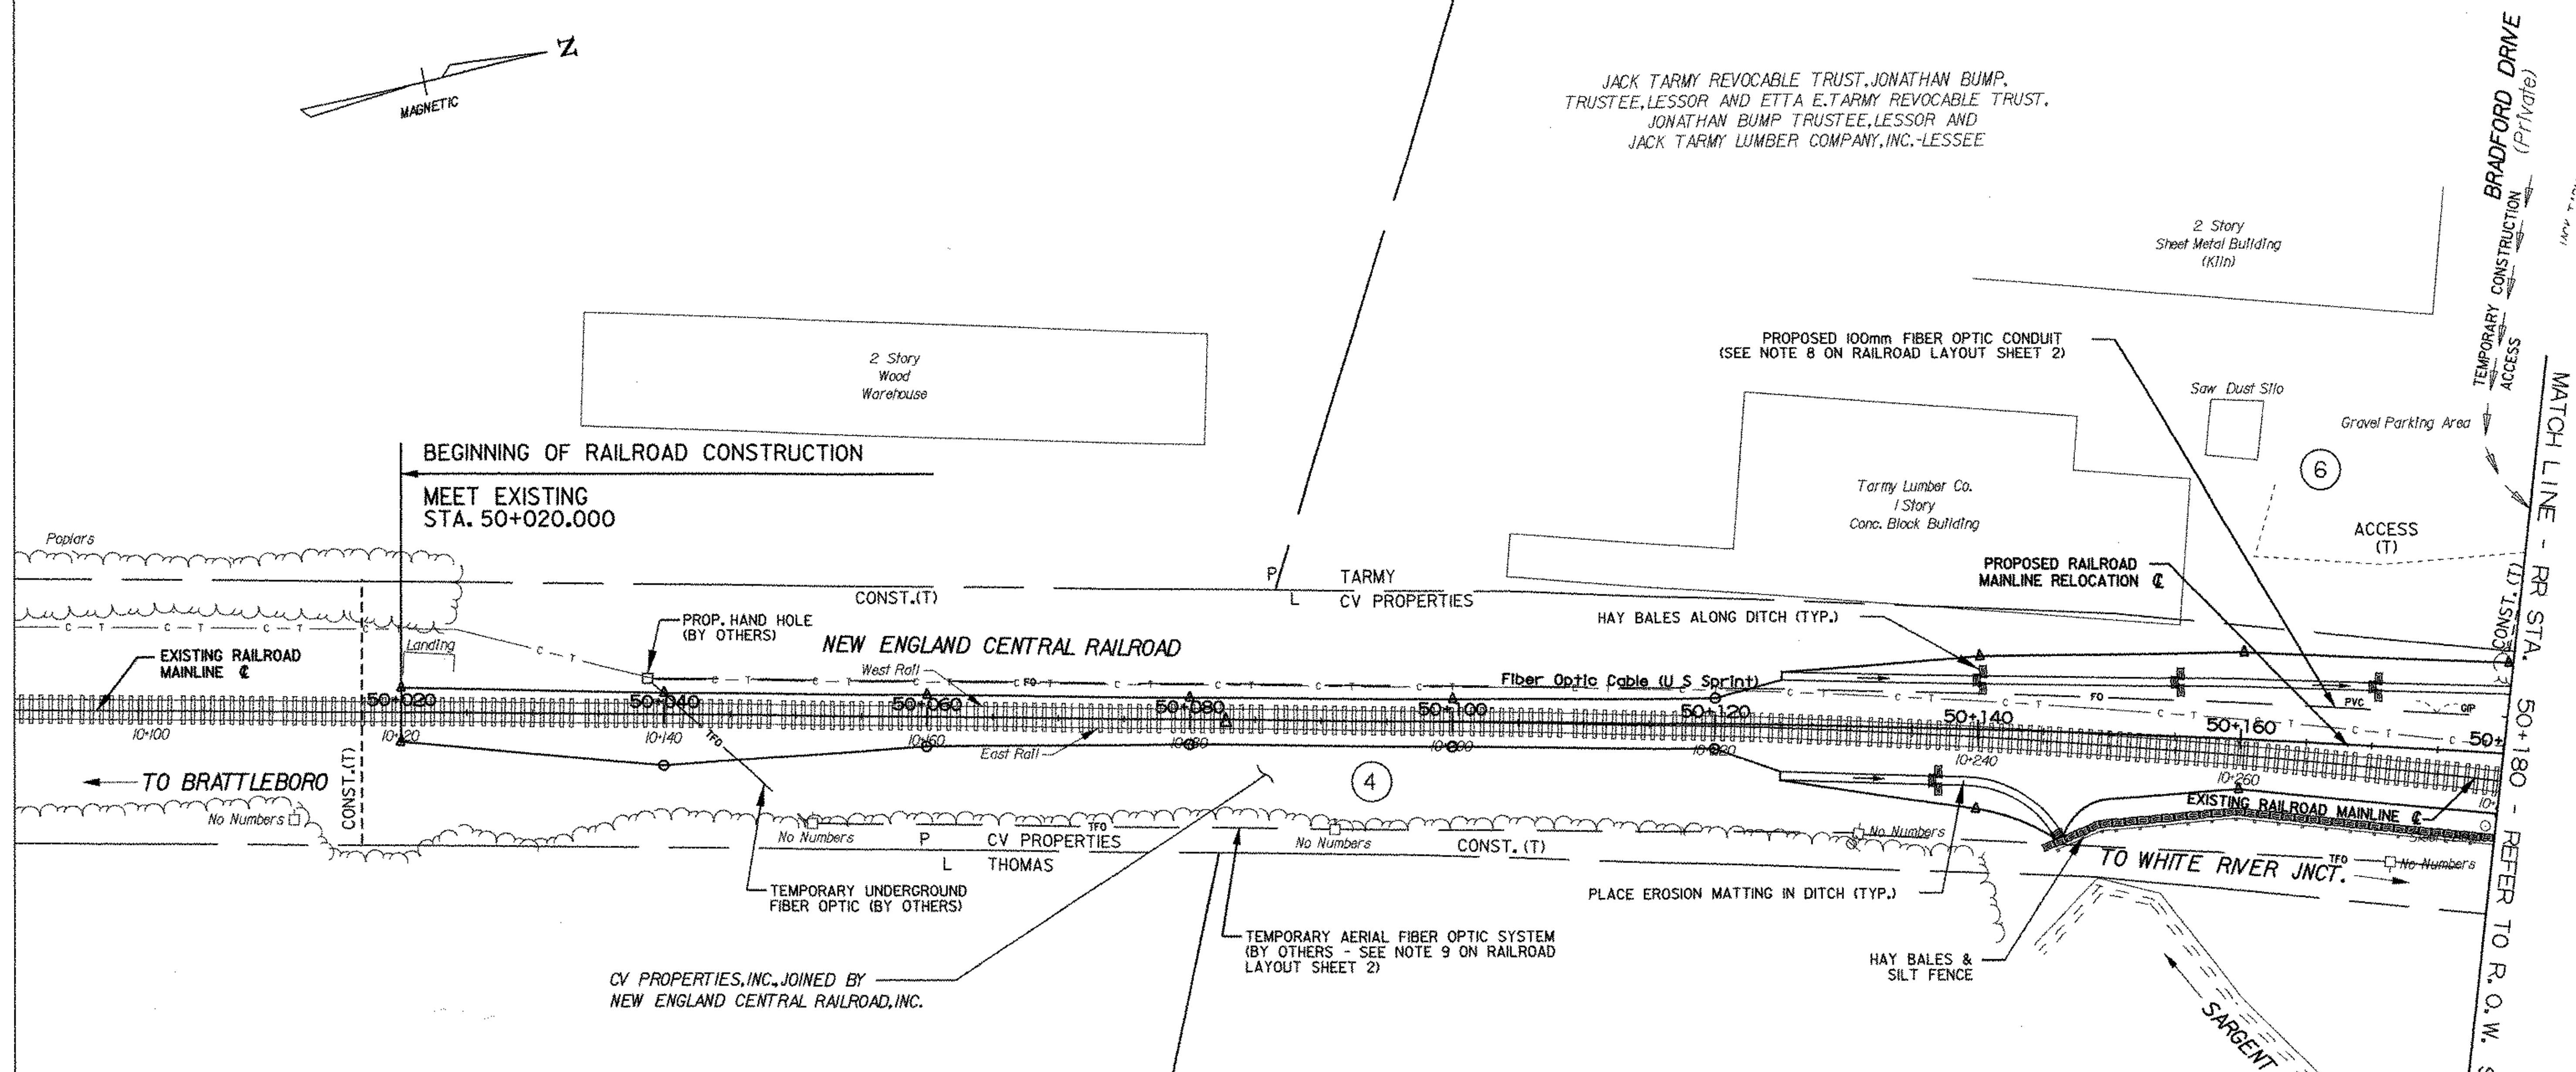 N
MAGNETIC
JACK TARMY REVOCABLE TRUST, JONATHAN BUMP,
TRUSTEE, LESSOR AND ETTA E. TARMY REVOCABLE TRUST.
JONATHAN BUMP TRUSTEE, LESSOR AND
JACK TARMY LUMBER COMPANY, INC.-LESSEE
BRADFORD DRIVE
(Private)
TEMPORARY CONSTRUCTION
ACCESS
2 Story
Sheet Metal Building
(Kiln)
2 Story
Wood
Warehouse
PROPOSED 100mm FIBER OPTIC CONDUIT
(SEE NOTE 8 ON RAILROAD LAYOUT SHEET 2)
Saw Dust Silo
Gravel Parking Area
6
ACCESS
(T)
BEGINNING OF RAILROAD CONSTRUCTION
MEET EXISTING
STA. 50+020.000
Tarmy Lumber Co.
1 Story
Conc. Block Building
PROPOSED RAILROAD
MAINLINE RELOCATION ℄
Poplars
P
L
TARMY
CV PROPERTIES
CONST.(T)
CONST.(T)
HAY BALES ALONG DITCH (TYP.)
PROP. HAND HOLE
(BY OTHERS)
NEW ENGLAND CENTRAL RAILROAD
West Rail
Landing
EXISTING RAILROAD
MAINLINE ℄
C T C T C T C T
C T
C T C T FO C T C T C T C T
Fiber Optic Cable (U S Sprint)
C T C T FO C T PVC GIP
C T C T C T C
50+020
50+040
50+060
50+080
50+100
50+120
50+140
50+160
50+
10+100
10+120
10+140
10+160
10+240
10+260
10+
TFO
East Rail
TO BRATTLEBORO
CONST.(T)
4
No Numbers
No Numbers
P
L
CV PROPERTIES
THOMAS
TFO
No Numbers
CONST. (T)
No Numbers
EXISTING RAILROAD MAINLINE ℄
TO WHITE RIVER JNCT.
TFO
No Numbers
TEMPORARY UNDERGROUND
FIBER OPTIC (BY OTHERS)
PLACE EROSION MATTING IN DITCH (TYP.)
TEMPORARY AERIAL FIBER OPTIC SYSTEM
(BY OTHERS - SEE NOTE 9 ON RAILROAD
LAYOUT SHEET 2)
HAY BALES &
SILT FENCE
CV PROPERTIES, INC., JOINED BY
NEW ENGLAND CENTRAL RAILROAD, INC.
SARGENT
MATCH LINE - RR STA. 50+180 - REFER TO R.O.W.